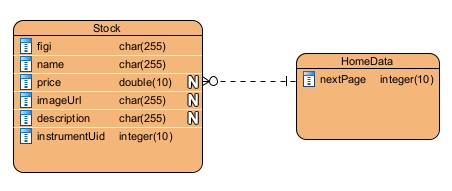 Stock
figi char(255)
name char(255)
price double(10) N
imageUrl char(255) N
description char(255) N
instrumentUid integer(10)
HomeData
nextPage integer(10)